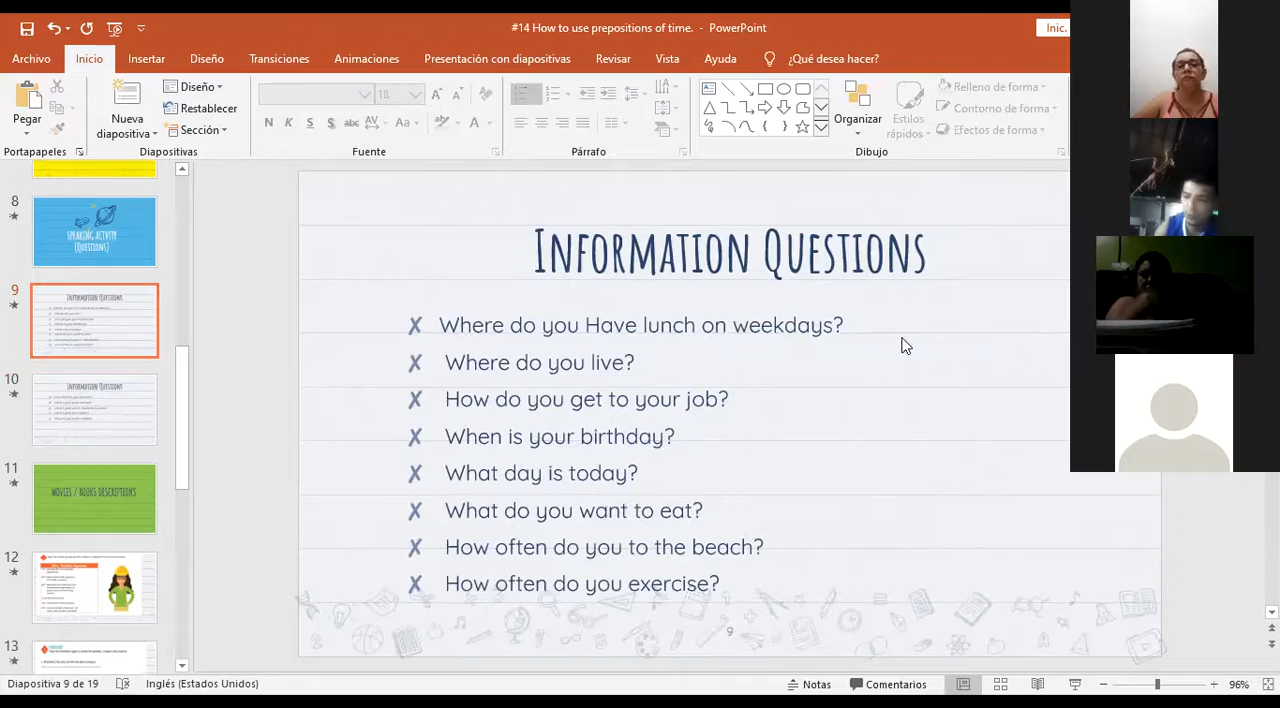 #14 How to use prepositions of time. - PowerPoint
Inic.
Archivo Inicio Insertar Diseño Transiciones Animaciones Presentación con diapositivas Revisar Vista Ayuda ¿Qué desea hacer?
Pegar
Nueva diapositiva
Diseño
Restablecer
Sección
18
N K S S abc AV Aa A
Organizar
Estilos rápidos
Relleno de forma
Contorno de forma
Efectos de forma
Portapapeles Diapositivas Fuente Párrafo Dibujo
8
SPEAKING ACTVITY
(QUESTIONS)
9
INFORMATION QUESTIONS
10
INFORMATION QUESTIONS
11
MOVIES / BOOKS DESCRIPTIONS
12
13
INFORMATION QUESTIONS
✗ Where do you Have lunch on weekdays?
✗ Where do you live?
✗ How do you get to your job?
✗ When is your birthday?
✗ What day is today?
✗ What do you want to eat?
✗ How often do you to the beach?
✗ How often do you exercise?
9
Diapositiva 9 de 19 Inglés (Estados Unidos) Notas Comentarios 96%